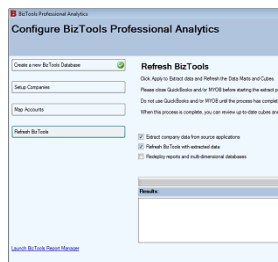 BizTools Professional Analytics
Configure BizTools Professional Analytics
Create a new BizTools Database
Setup Companies
Map Accounts
Refresh BizTools
Refresh BizTools
Click Apply to Extract data and Refresh the Data Marts and Cubes.
Please close QuickBooks and/or MYOB before starting the extract p
Do not use QuickBooks and/or MYOB until the process has complet
When this process is complete, you can review up-to-date cubes an
Extract company data from source applications
Refresh BizTools with extracted data
Redeploy reports and multi-dimensional databases
Results:
Launch BizTools Report Manager